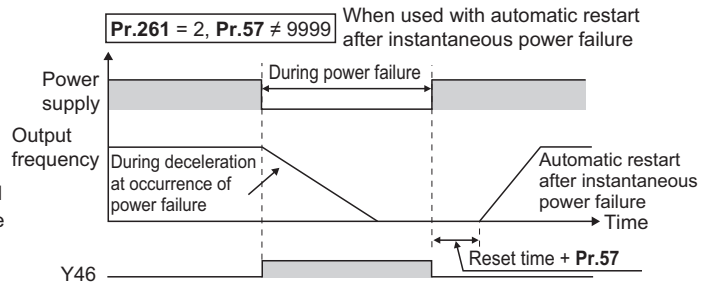 Pr.261 = 2, Pr.57 ≠ 9999
When used with automatic restart
after instantaneous power failure
Power
supply
During power failure
Output
frequency
During deceleration
at occurrence of
power failure
Automatic restart
after instantaneous
power failure
Time
Reset time + Pr.57
Y46